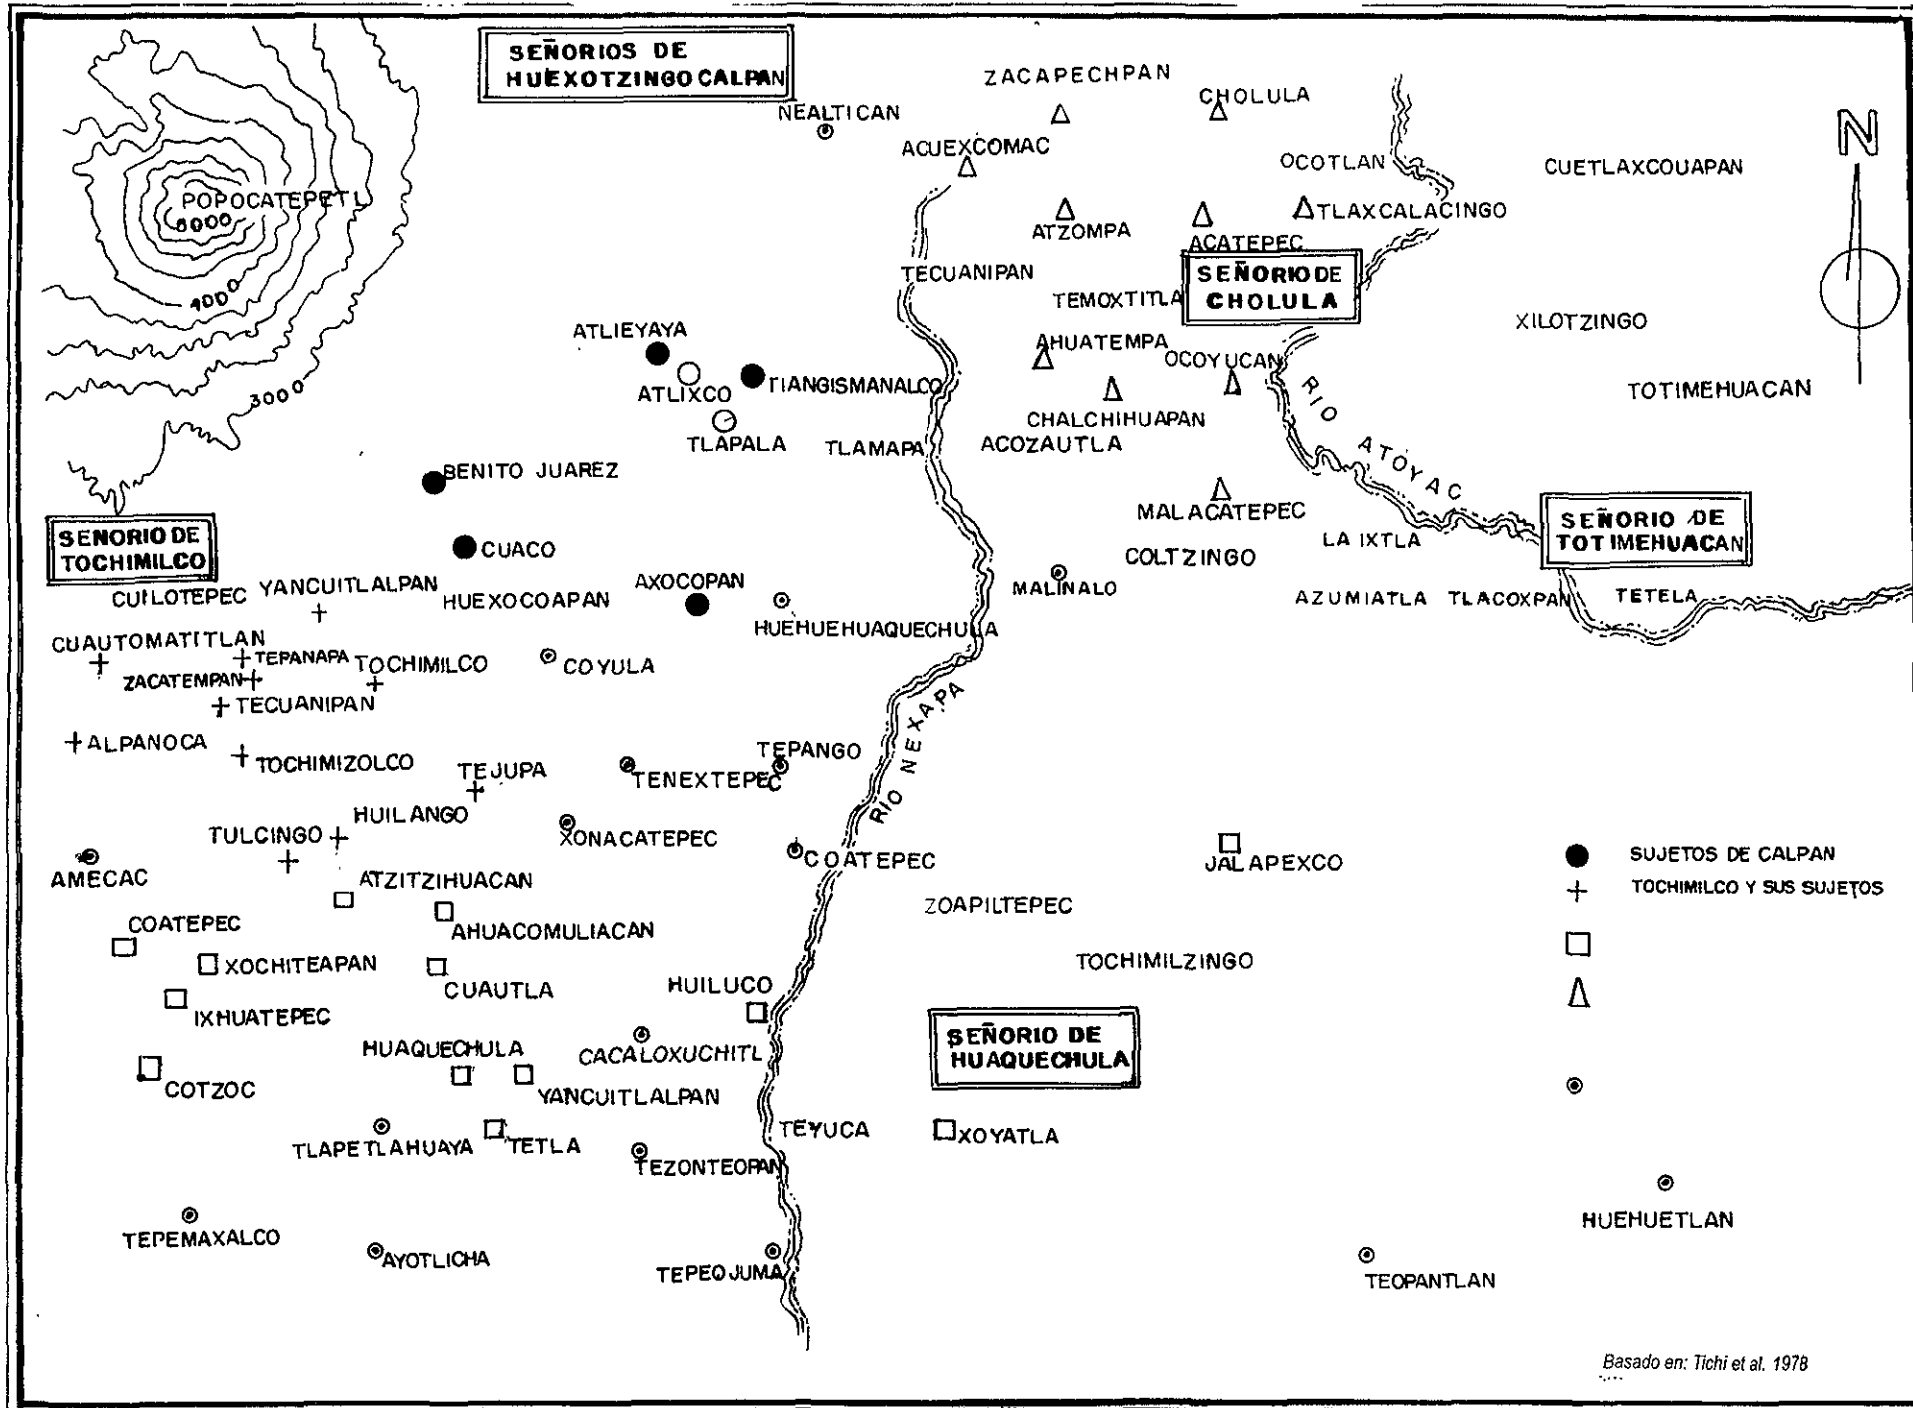 SEÑORIOS DE
HUEXOTZINGO CALPAN
ZACAPECHPAN
CHOLULA
NEALTICAN
N
ACUEXCOMAC
OCOTLAN
CUETLAXCOUAPAN
POPOCATEPETL
5000
TLAXCALACINGO
ATZOMPA
ACATEPEC
SEÑORIO DE
CHOLULA
TECUANIPAN
TEMOXTITLA
4000
XILOTZINGO
ATLIEYAYA
AHUATEMPA
OCOYUCAN
3000
ATLIXCO
TIANGISMANALCO
TOTIMEHUACAN
CHALCHIHUAPAN
RIO ATOYAC
TLAPALA
TLAMAPA
ACOZAUTLA
BENITO JUAREZ
MALACATEPEC
SEÑORIO DE
TOTIMEHUACAN
SENORIO DE
TOCHIMILCO
CUACO
LA IXTLA
COLTZINGO
CUILOTEPEC
YANCUITLALPAN
HUEXOCOAPAN
AXOCOPAN
MALINALO
AZUMIATLA
TLACOXPAN
TETELA
HUEHUEHUAQUECHULA
CUAUTOMATITLAN
TEPANAPA
TOCHIMILCO
COYULA
ZACATEMPAN
TECUANIPAN
RIO NEXAPA
ALPANOCA
TOCHIMIZOLCO
TEJUPA
TENEXTEPEC
TEPANGO
HUILANGO
TULCINGO
XONACATEPEC
COATEPEC
JALAPEXCO
SUJETOS DE CALPAN
TOCHIMILCO Y SUS SUJETOS
AMECAC
ATZITZIHUACAN
ZOAPILTEPEC
COATEPEC
AHUACOMULIACAN
XOCHITEAPAN
CUAUTLA
HUILUCO
TOCHIMILZINGO
IXHUATEPEC
SEÑORIO DE
HUAQUECHULA
HUAQUECHULA
CACALOXUCHITL
COTZOC
YANCUITLALPAN
TLAPETLAHUAYA
TETLA
TEZONTEOPAN
TEYUCA
XOYATLA
HUEHUETLAN
TEPEMAXALCO
AYOTLICHA
TEPEOJUMA
TEOPANTLAN
Basado en: Tichi et al. 1978